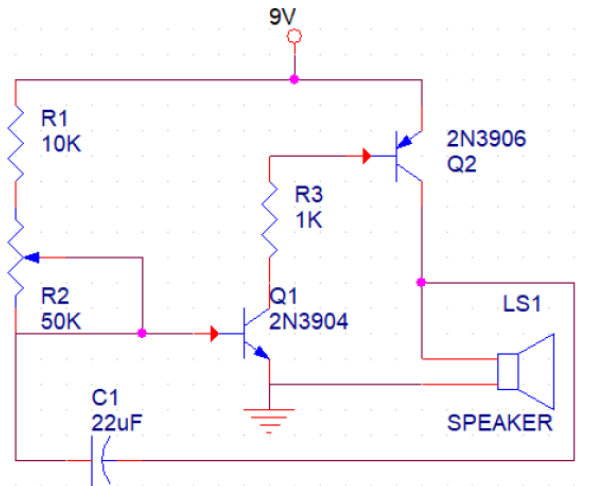 9V
R1
10K
2N3906
Q2
R3
1K
R2
50K
Q1
2N3904
LS1
C1
22uF
SPEAKER